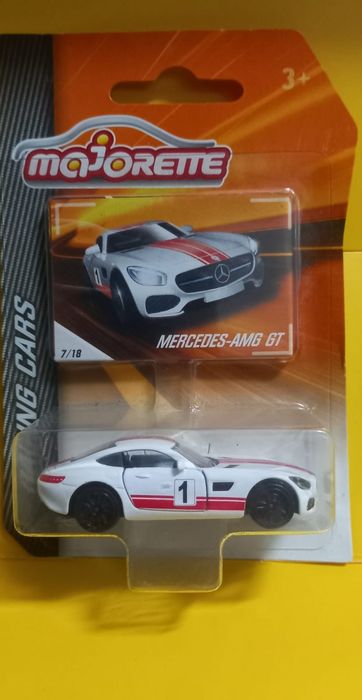 3+
majorette
MERCEDES-AMG GT
7/18
ING CARS
1